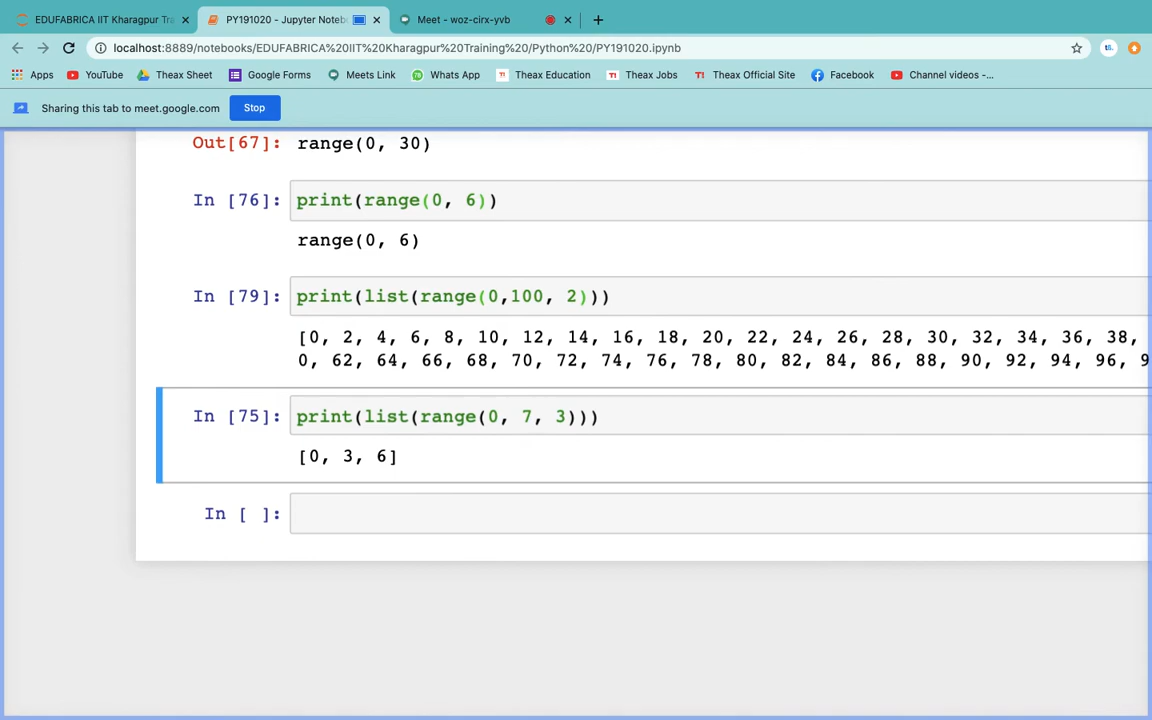 EDUFABRICA IIT Kharagpur Tra
PY191020 - Jupyter Noteb
Meet - woz-cirx-yvb
localhost:8889/notebooks/EDUFABRICA%20IIT%20Kharagpur%20Training%20/Python%20/PY191020.ipynb
Apps YouTube Theax Sheet Google Forms Meets Link Whats App Theax Education Theax Jobs Theax Official Site Facebook Channel videos -...
Sharing this tab to meet.google.com Stop
Out[67]: range(0, 30)
In [76]: print(range(0, 6))
range(0, 6)
In [79]: print(list(range(0,100, 2)))
[0, 2, 4, 6, 8, 10, 12, 14, 16, 18, 20, 22, 24, 26, 28, 30, 32, 34, 36, 38,
0, 62, 64, 66, 68, 70, 72, 74, 76, 78, 80, 82, 84, 86, 88, 90, 92, 94, 96, 9
In [75]: print(list(range(0, 7, 3)))
[0, 3, 6]
In [ ]: